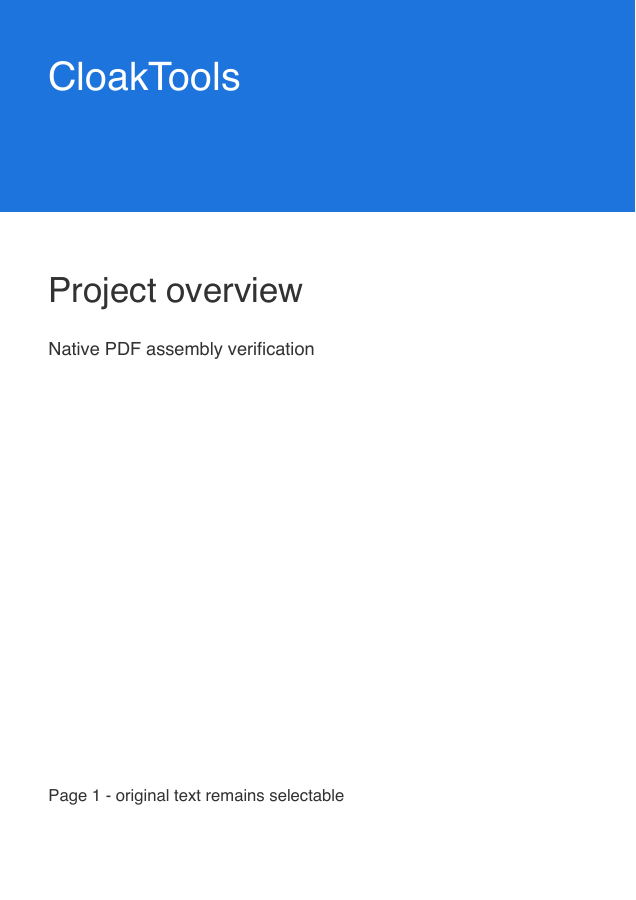 CloakTools
Project overview
Native PDF assembly verification
Page 1 - original text remains selectable